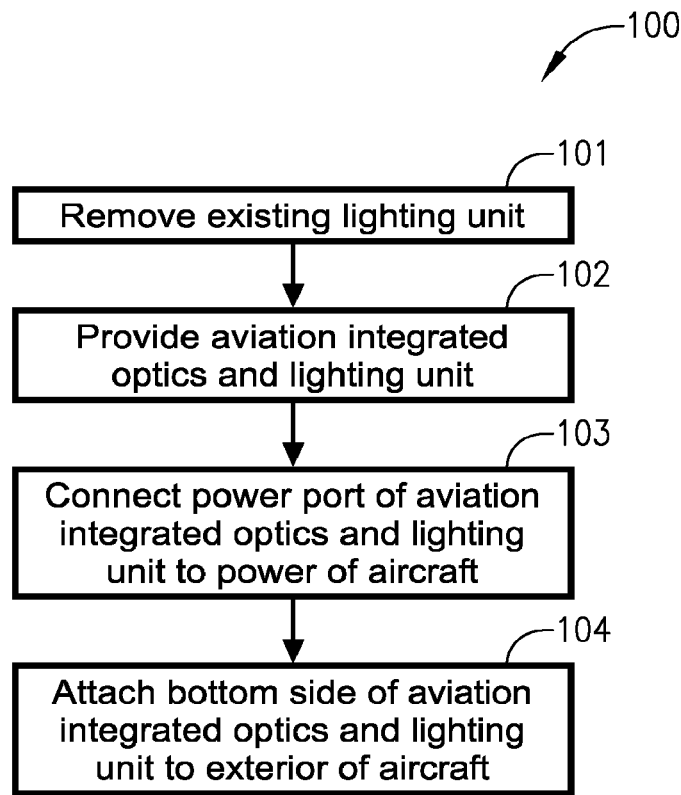 100
101
Remove existing lighting unit
102
Provide aviation integrated
optics and lighting unit
103
Connect power port of aviation
integrated optics and lighting
unit to power of aircraft
104
Attach bottom side of aviation
integrated optics and lighting
unit to exterior of aircraft